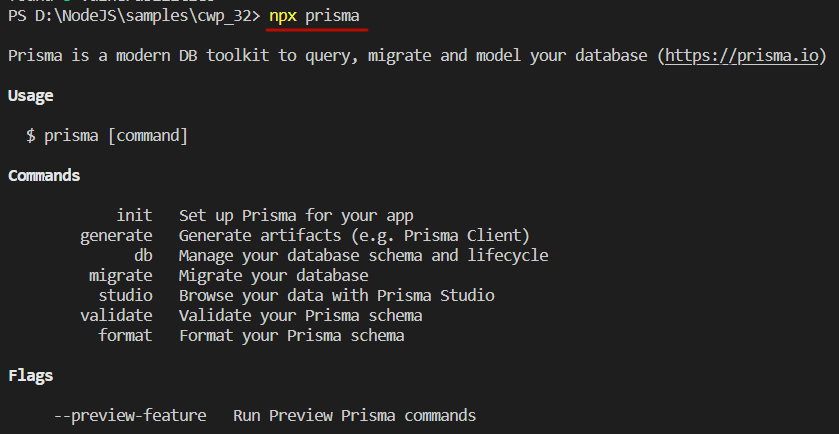 PS D:\NodeJS\samples\cwp_32> npx prisma
Prisma is a modern DB toolkit to query, migrate and model your database (https://prisma.io)
Usage
$ prisma [command]
Commands
init Set up Prisma for your app
generate Generate artifacts (e.g. Prisma Client)
db Manage your database schema and lifecycle
migrate Migrate your database
studio Browse your data with Prisma Studio
validate Validate your Prisma schema
format Format your Prisma schema
Flags
--preview-feature Run Preview Prisma commands